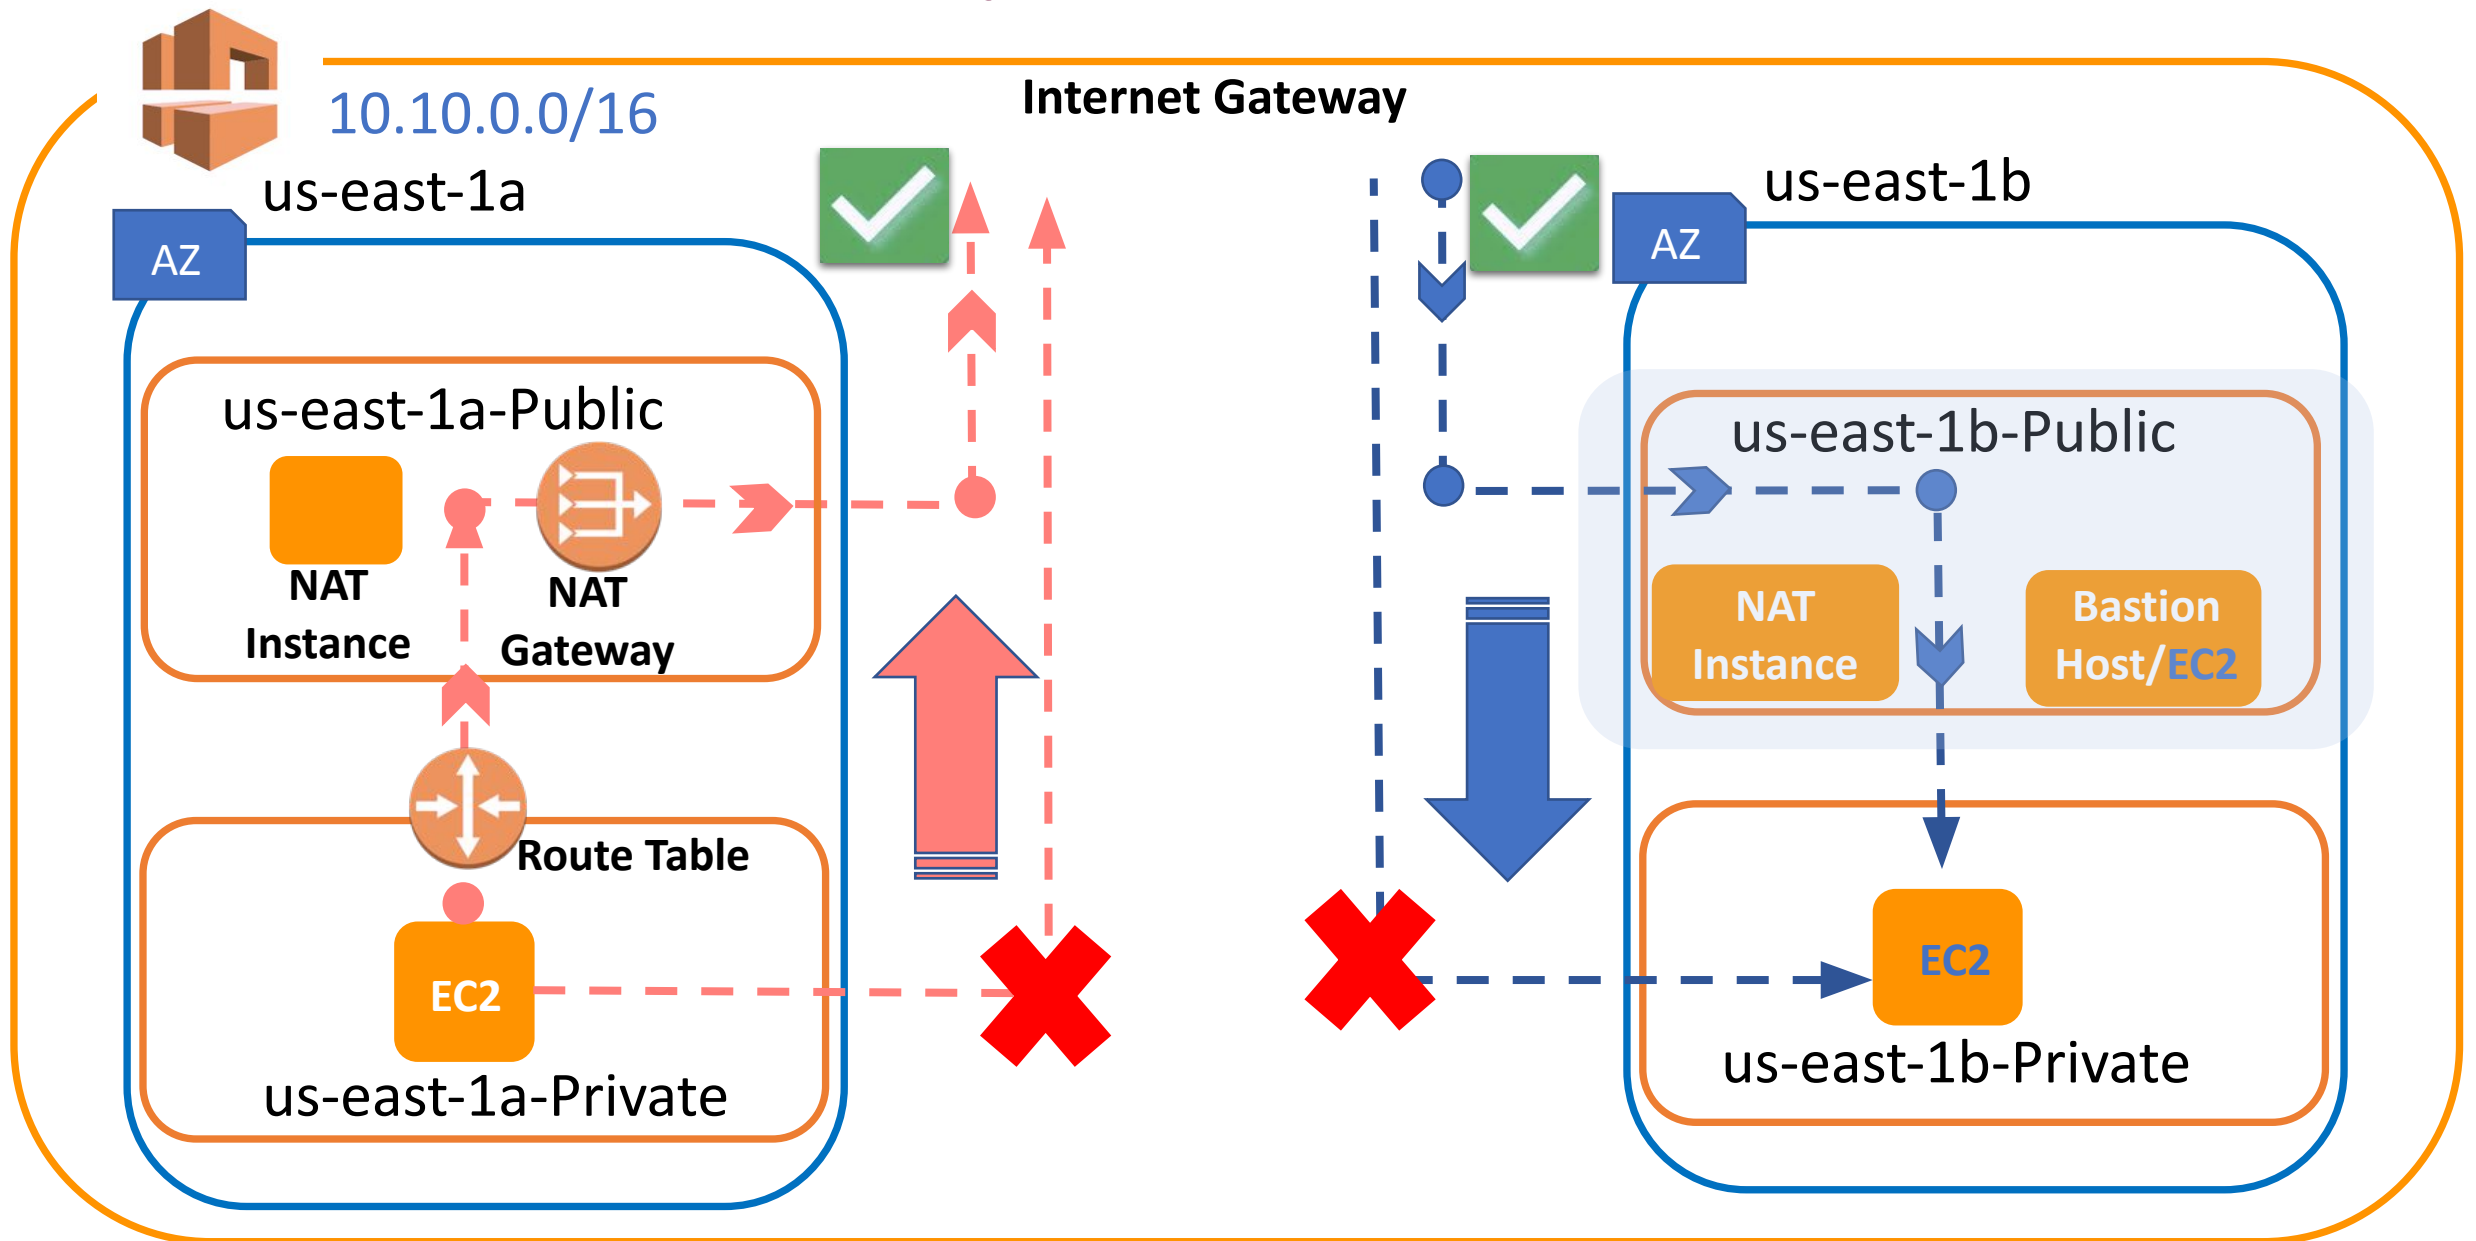 Internet Gateway
10.10.0.0/16
us-east-1a
AZ
us-east-1a-Public
NAT
Instance
NAT
Gateway
Route Table
EC2
us-east-1a-Private
us-east-1b
AZ
us-east-1b-Public
NAT
Instance
Bastion
Host/EC2
EC2
us-east-1b-Private